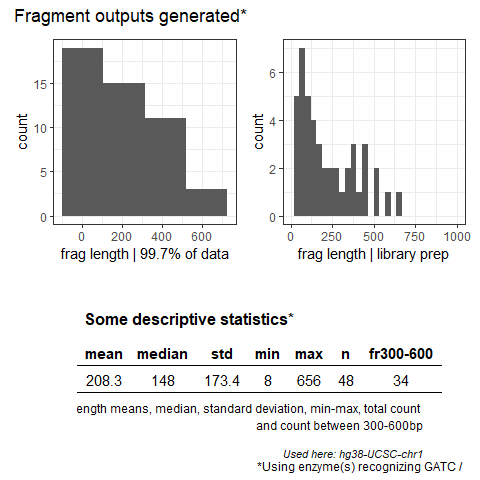 Fragment outputs generated*
15
10
5
0
count
0 200 400 600
frag length | 99.7% of data
6
4
2
0
count
0 250 500 750 1000
frag length | library prep
Some descriptive statistics*
mean median std min max n fr300-600
208.3 148 173.4 8 656 48 34
ength means, median, standard deviation, min-max, total count
and count between 300-600bp
Used here: hg38-UCSC-chr1
*Using enzyme(s) recognizing GATC /